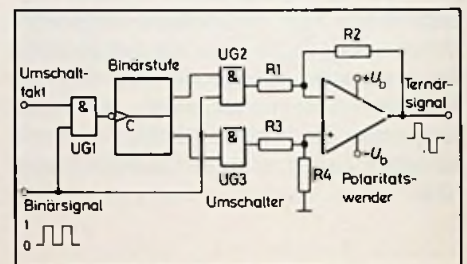 Umschalt-
takt
Binärstufe
&
UG1
C
&
UG2
R1
R2
+Ub
Ternär-
signal
&
UG3
R3
R4
-Ub
Polaritäts-
wender
Umschalter
Binärsignal
1
0